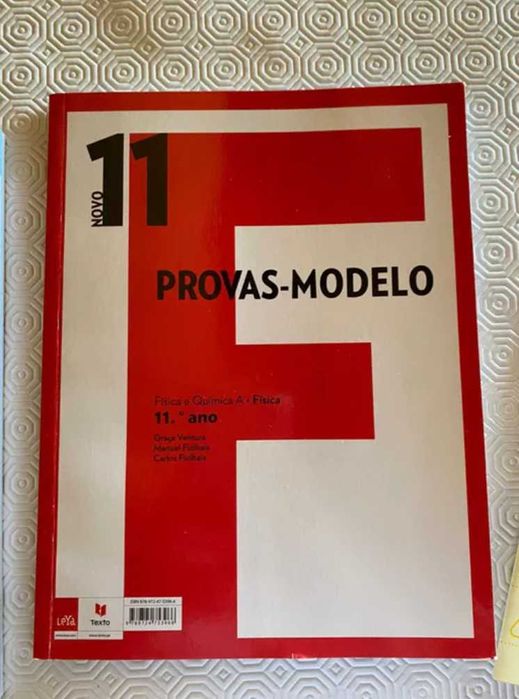 NOVO
11
F
PROVAS-MODELO
Física e Química A • Física
11.º ano
Graça Ventura
Manuel Fiolhais
Carlos Fiolhais
LeYa
Texto